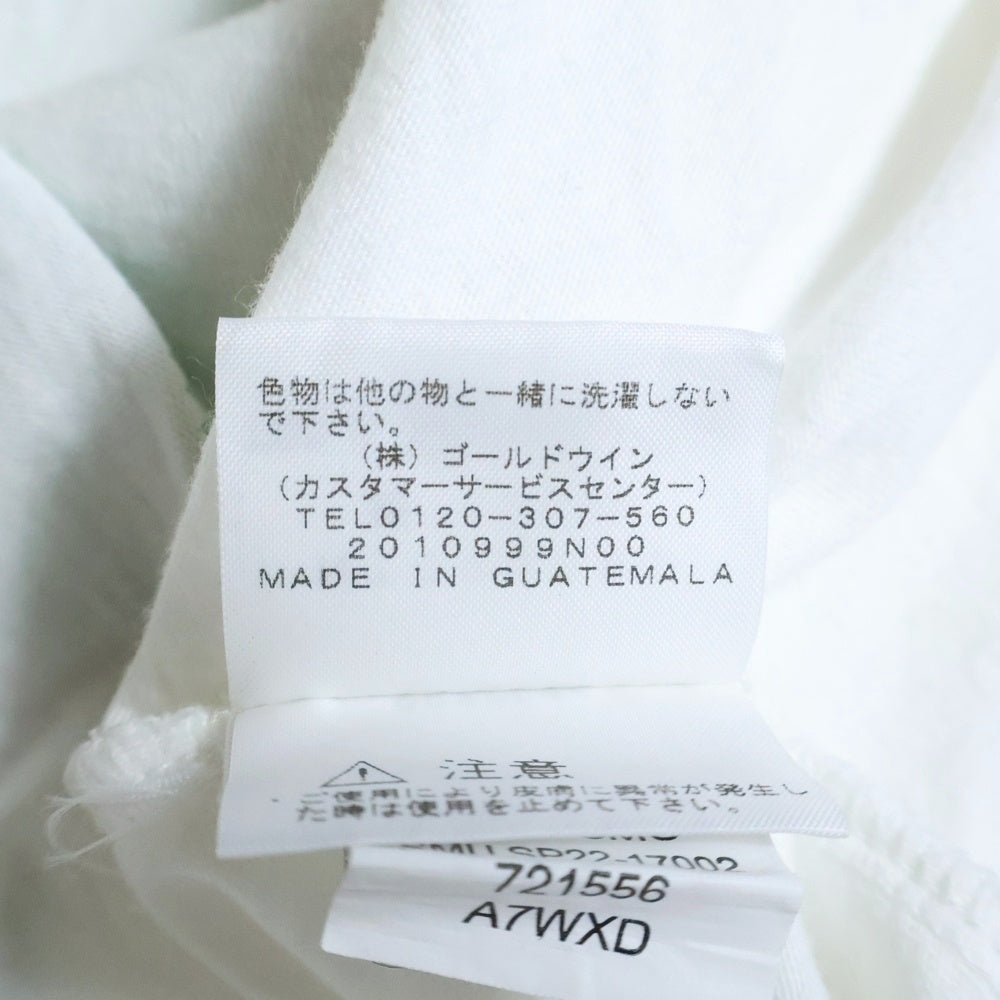 色物は他の物と一緒に洗濯しない
で下さい。
（株）ゴールドウイン
（カスタマーサービスセンター）
TEL0120-307-560
2010999N00
MADE IN GUATEMALA
注意
ご使用により皮膚に異常が発生し
た時は使用を止めて下さい。
SP22-17002
721556
A7WXD